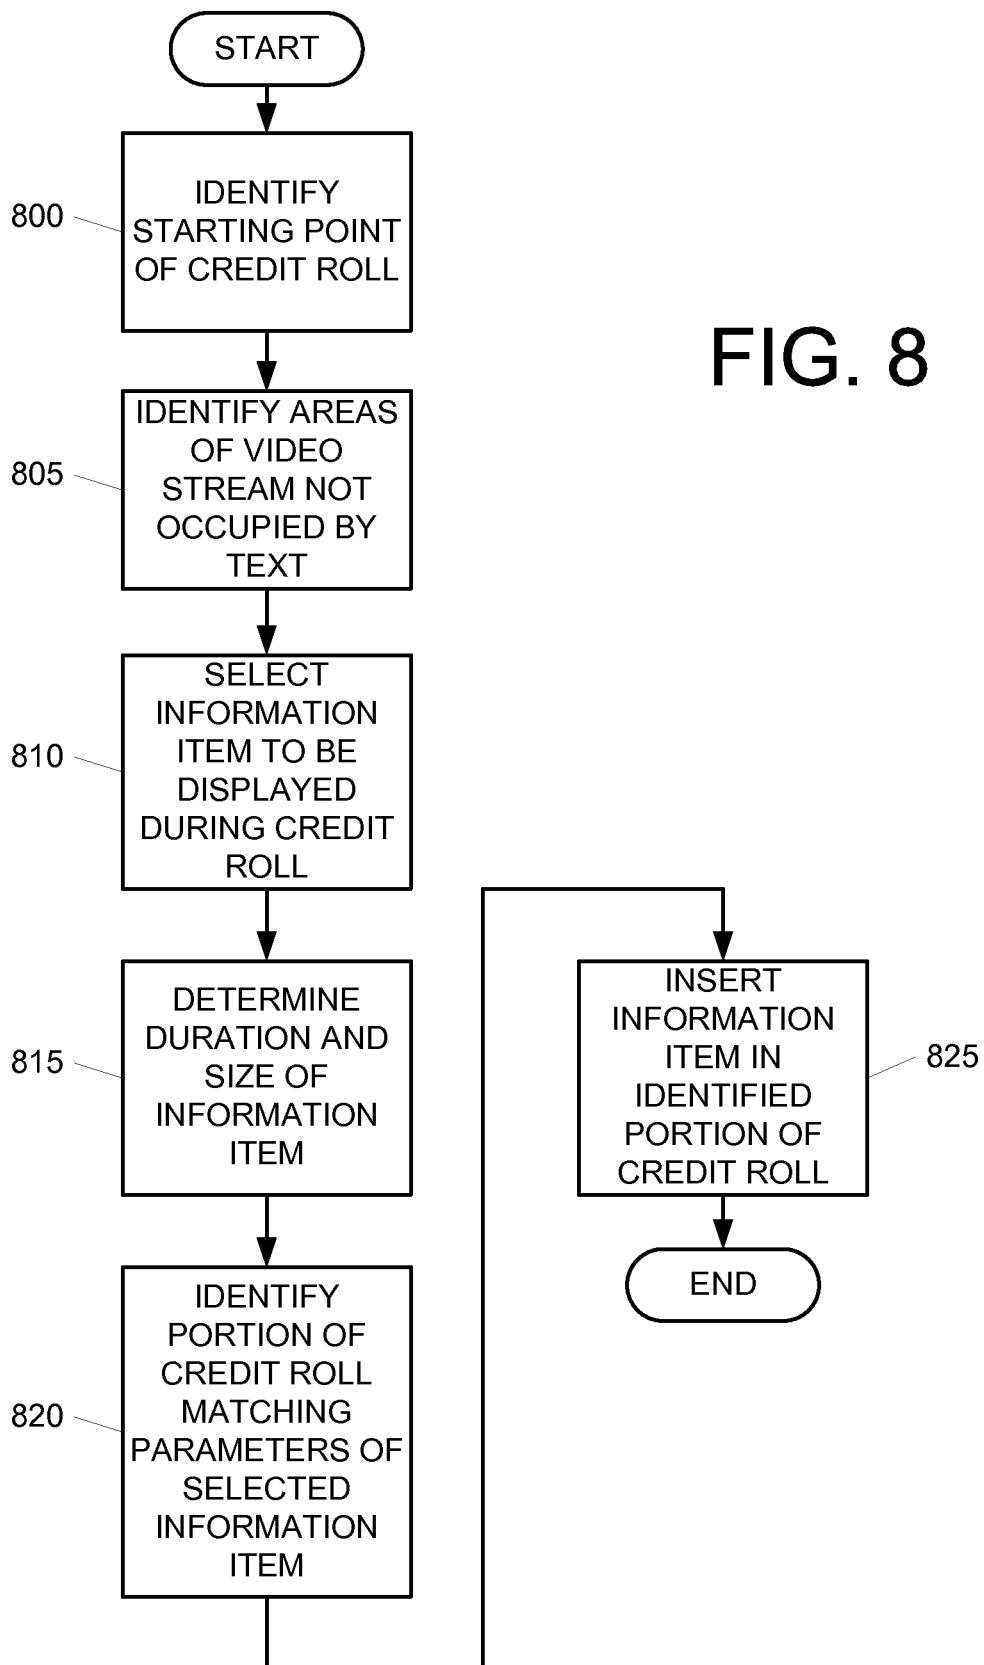 START
800
IDENTIFY
STARTING POINT
OF CREDIT ROLL
FIG. 8
805
IDENTIFY AREAS
OF VIDEO
STREAM NOT
OCCUPIED BY
TEXT
810
SELECT
INFORMATION
ITEM TO BE
DISPLAYED
DURING CREDIT
ROLL
815
DETERMINE
DURATION AND
SIZE OF
INFORMATION
ITEM
820
IDENTIFY
PORTION OF
CREDIT ROLL
MATCHING
PARAMETERS OF
SELECTED
INFORMATION
ITEM
INSERT
INFORMATION
ITEM IN
IDENTIFIED
PORTION OF
CREDIT ROLL
825
END